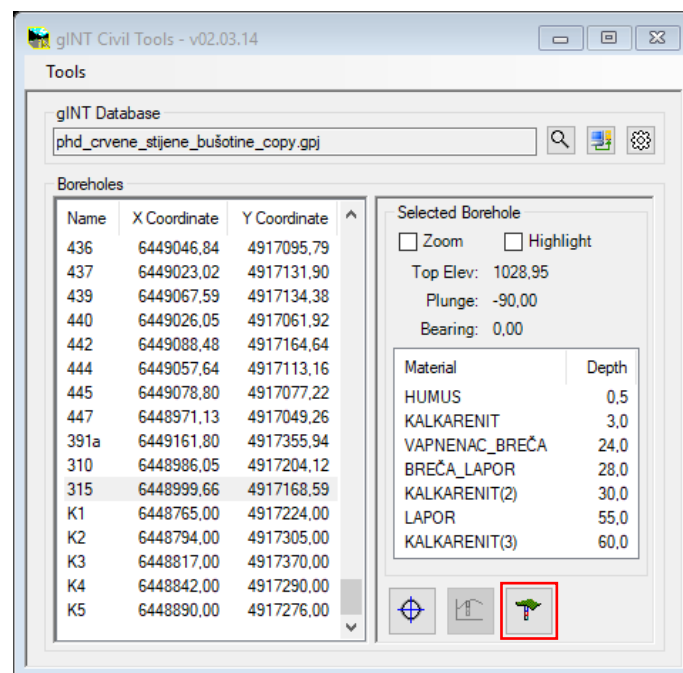 gINT Civil Tools - v02.03.14
Tools
gINT Database
phd_crvene_stijene_bušotine_copy.gpj
Boreholes
Name X Coordinate Y Coordinate
436 6449046,84 4917095,79
437 6449023,02 4917131,90
439 6449067,59 4917134,38
440 6449026,05 4917061,92
442 6449088,48 4917164,64
444 6449057,64 4917113,16
445 6449078,80 4917077,22
447 6448971,13 4917049,26
391a 6449161,80 4917355,94
310 6448986,05 4917204,12
315 6448999,66 4917168,59
K1 6448765,00 4917224,00
K2 6448794,00 4917305,00
K3 6448817,00 4917370,00
K4 6448842,00 4917290,00
K5 6448890,00 4917276,00
Selected Borehole
Zoom Highlight
Top Elev: 1028,95
Plunge: -90,00
Bearing: 0,00
Material Depth
HUMUS 0,5
KALKARENIT 3,0
VAPNENAC_BREČA 24,0
BREČA_LAPOR 28,0
KALKARENIT(2) 30,0
LAPOR 55,0
KALKARENIT(3) 60,0